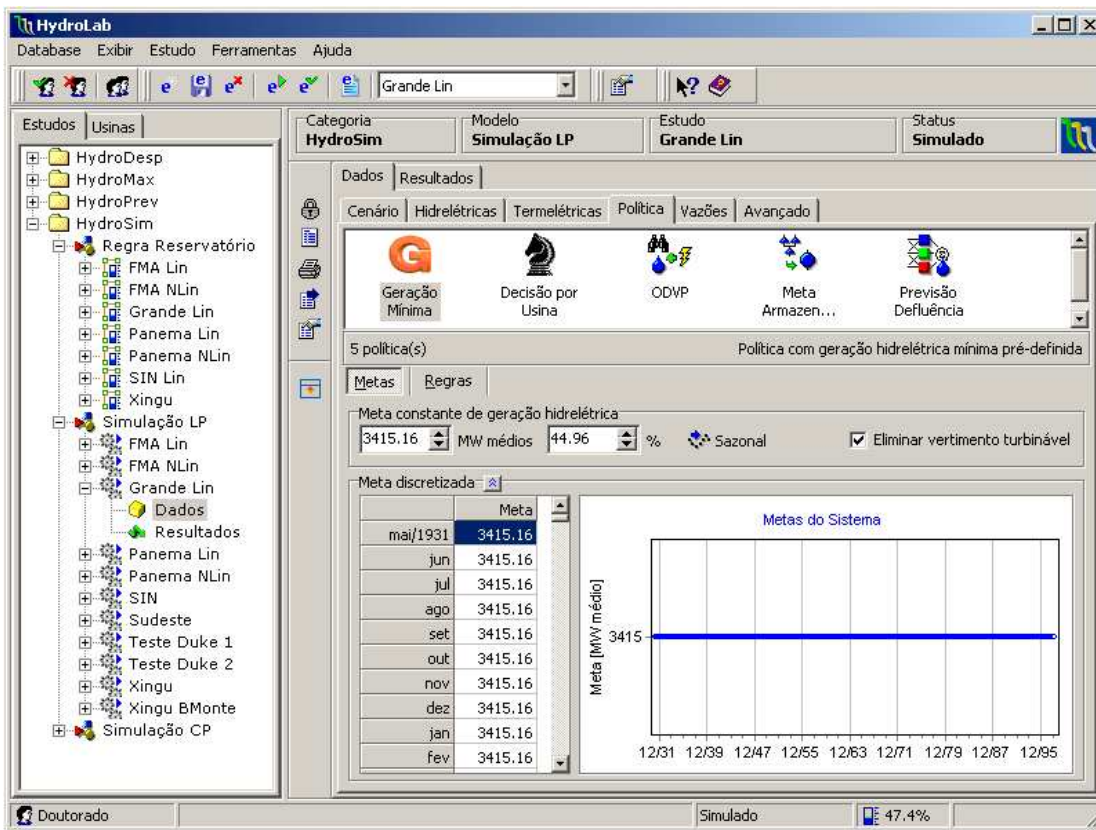 HydroLab
Database Exibir Estudo Ferramentas Ajuda
Grande Lin
Estudos Usinas
HydroDesp
HydroMax
HydroPrev
HydroSim
Regra Reservatório
FMA Lin
FMA NLin
Grande Lin
Panema Lin
Panema NLin
SIN Lin
Xingu
Simulação LP
FMA Lin
FMA NLin
Grande Lin
Dados
Resultados
Panema Lin
Panema NLin
SIN
Sudeste
Teste Duke 1
Teste Duke 2
Xingu
Xingu BMonte
Simulação CP
Categoria Modelo Estudo Status
HydroSim Simulação LP Grande Lin Simulado
Dados Resultados
Cenário Hidrelétricas Termelétricas Política Vazões Avançado
Geração Mínima
Decisão por Usina
ODVP
Meta Armazen...
Previsão Defluência
5 política(s) Política com geração hidrelétrica mínima pré-definida
Metas Regras
Meta constante de geração hidrelétrica
3415.16 MW médios 44.96 % Sazonal Eliminar vertimento turbinável
Meta discretizada
Meta
mai/1931 3415.16
jun 3415.16
jul 3415.16
ago 3415.16
set 3415.16
out 3415.16
nov 3415.16
dez 3415.16
jan 3415.16
fev 3415.16
Metas do Sistema
Meta [MW médio]
3415
12/31 12/39 12/47 12/55 12/63 12/71 12/79 12/87 12/95
Doutorado Simulado 47.4%